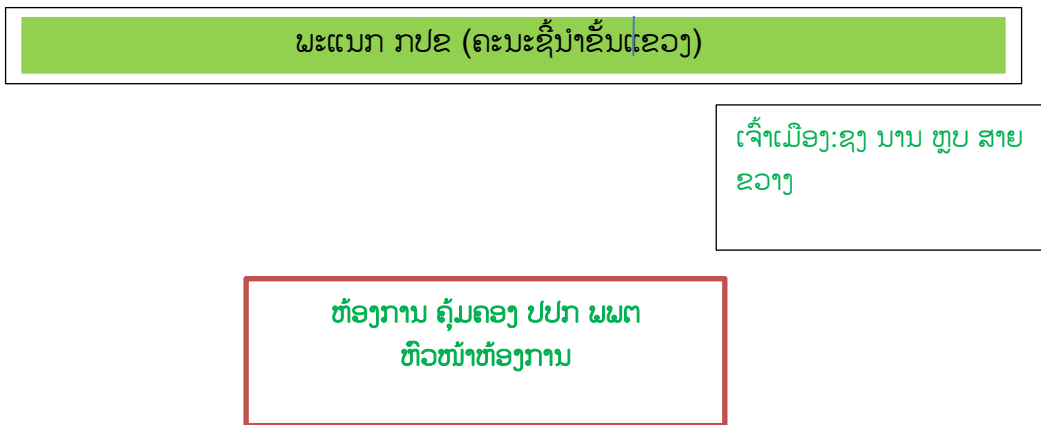 ພະແນກ ກປຂ (ຄະນະຊີ້ນຳຂັ້ນແຂວງ)
ເຈົ້າເມືອງ:ຊງ ນານ ຫຼບ ສາຍ
ຂວາງ
ຫ້ອງການ ຄຸ້ມຄອງ ປປກ ພພຕ
ຫົວໜ້າຫ້ອງການ